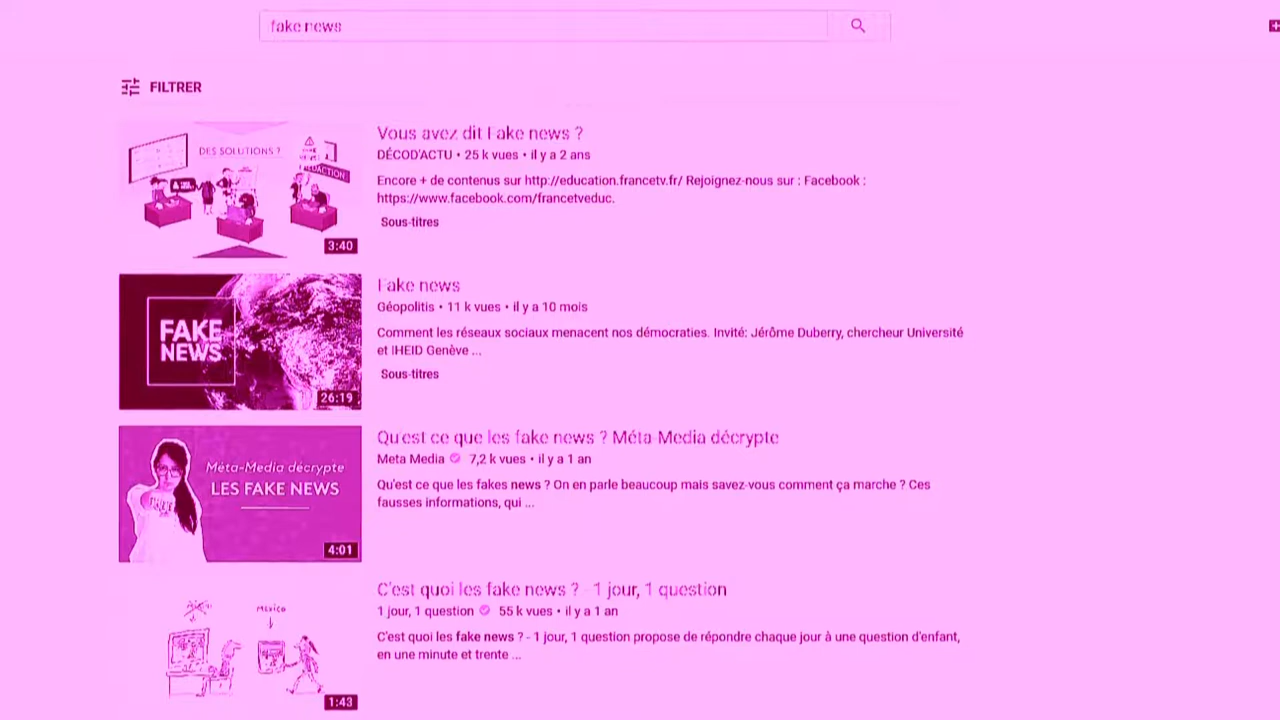 fake news
FILTRER
DES SOLUTIONS ?
3:40
Vous avez dit Fake news ?
DÉCOD'ACTU • 25 k vues • il y a 2 ans
Encore + de contenus sur http://education.francetv.fr/ Rejoignez-nous sur : Facebook :
https://www.facebook.com/francetveduc.
Sous-titres
FAKE
NEWS
26:19
Fake news
Géopolitis • 11 k vues • il y a 10 mois
Comment les réseaux sociaux menacent nos démocraties. Invité: Jérôme Duberry, chercheur Université
et IHEID Genève ...
Sous-titres
Méta-Media décrypte
LES FAKE NEWS
4:01
Qu'est ce que les fake news ? Méta-Media décrypte
Meta Media 7,2 k vues • il y a 1 an
Qu'est ce que les fakes news ? On en parle beaucoup mais savez-vous comment ça marche ? Ces
fausses informations, qui ...
Mexico
1:43
C'est quoi les fake news ? - 1 jour, 1 question
1 jour, 1 question 55 k vues • il y a 1 an
C'est quoi les fake news ? - 1 jour, 1 question propose de répondre chaque jour à une question d'enfant,
en une minute et trente ...